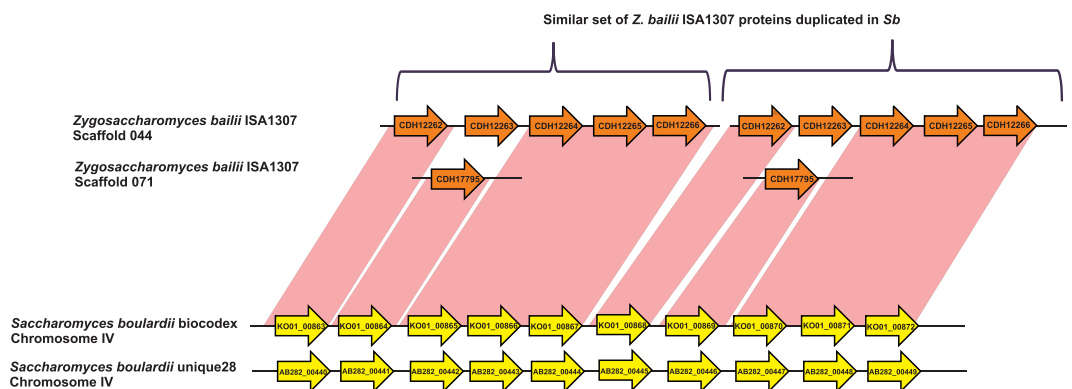 Similar set of Z. bailii ISA1307 proteins duplicated in Sb
Zygosaccharomyces bailii ISA1307
Scaffold 044
CDH12262 CDH12263 CDH12264 CDH12265 CDH12266 CDH12262 CDH12263 CDH12264 CDH12265 CDH12266
Zygosaccharomyces bailii ISA1307
Scaffold 071
CDH17795 CDH17795
Saccharomyces boulardii biocodex
Chromosome IV
KO01_00863 KO01_00864 KO01_00865 KO01_00866 KO01_00867 KO01_00868 KO01_00869 KO01_00870 KO01_00871 KO01_00872
Saccharomyces boulardii unique28
Chromosome IV
AB282_00440 AB282_00441 AB282_00442 AB282_00443 AB282_00444 AB282_00445 AB282_00446 AB282_00447 AB282_00448 AB282_00449